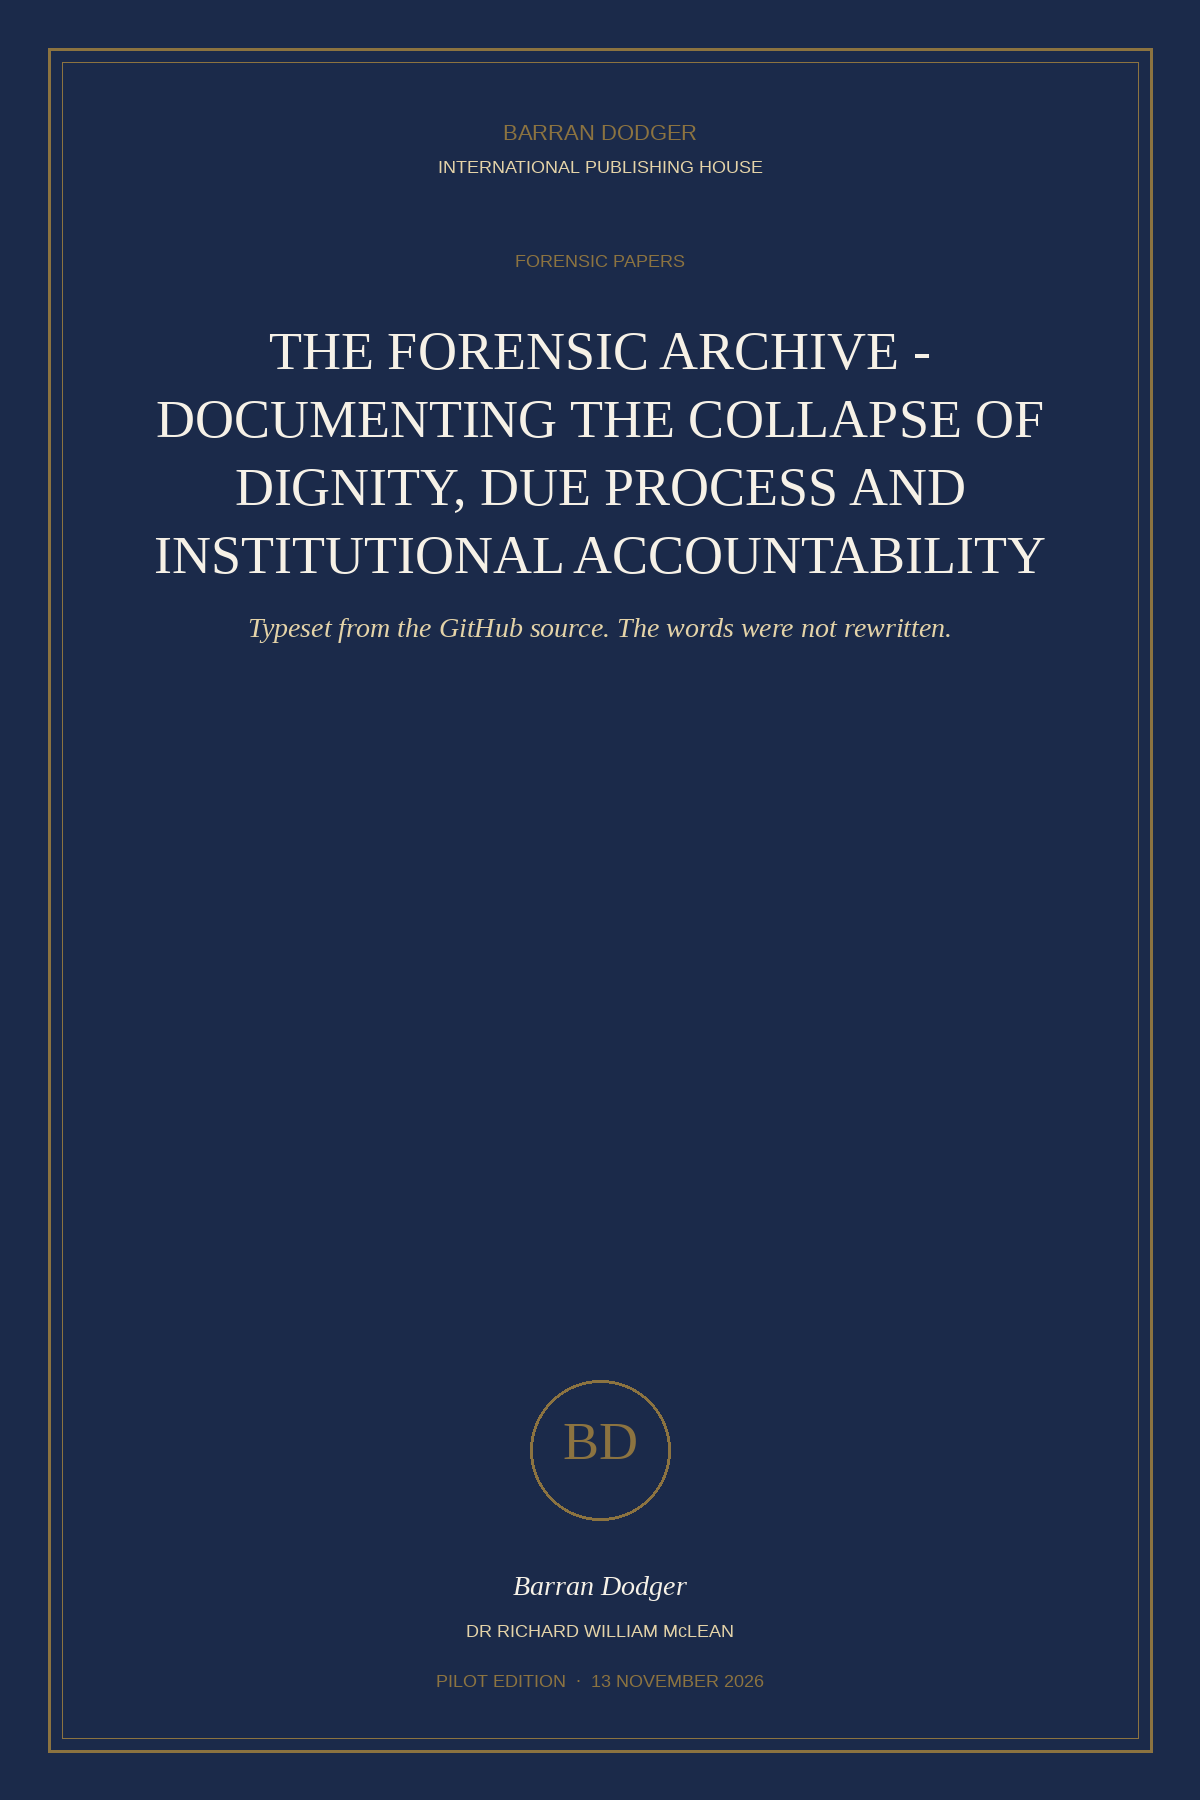 BARRAN DODGER
INTERNATIONAL PUBLISHING HOUSE
FORENSIC PAPERS
THE FORENSIC ARCHIVE -
DOCUMENTING THE COLLAPSE OF
DIGNITY, DUE PROCESS AND
INSTITUTIONAL ACCOUNTABILITY
Typeset from the GitHub source. The words were not rewritten.
BD
Barran Dodger
DR RICHARD WILLIAM McLEAN
PILOT EDITION · 13 NOVEMBER 2026